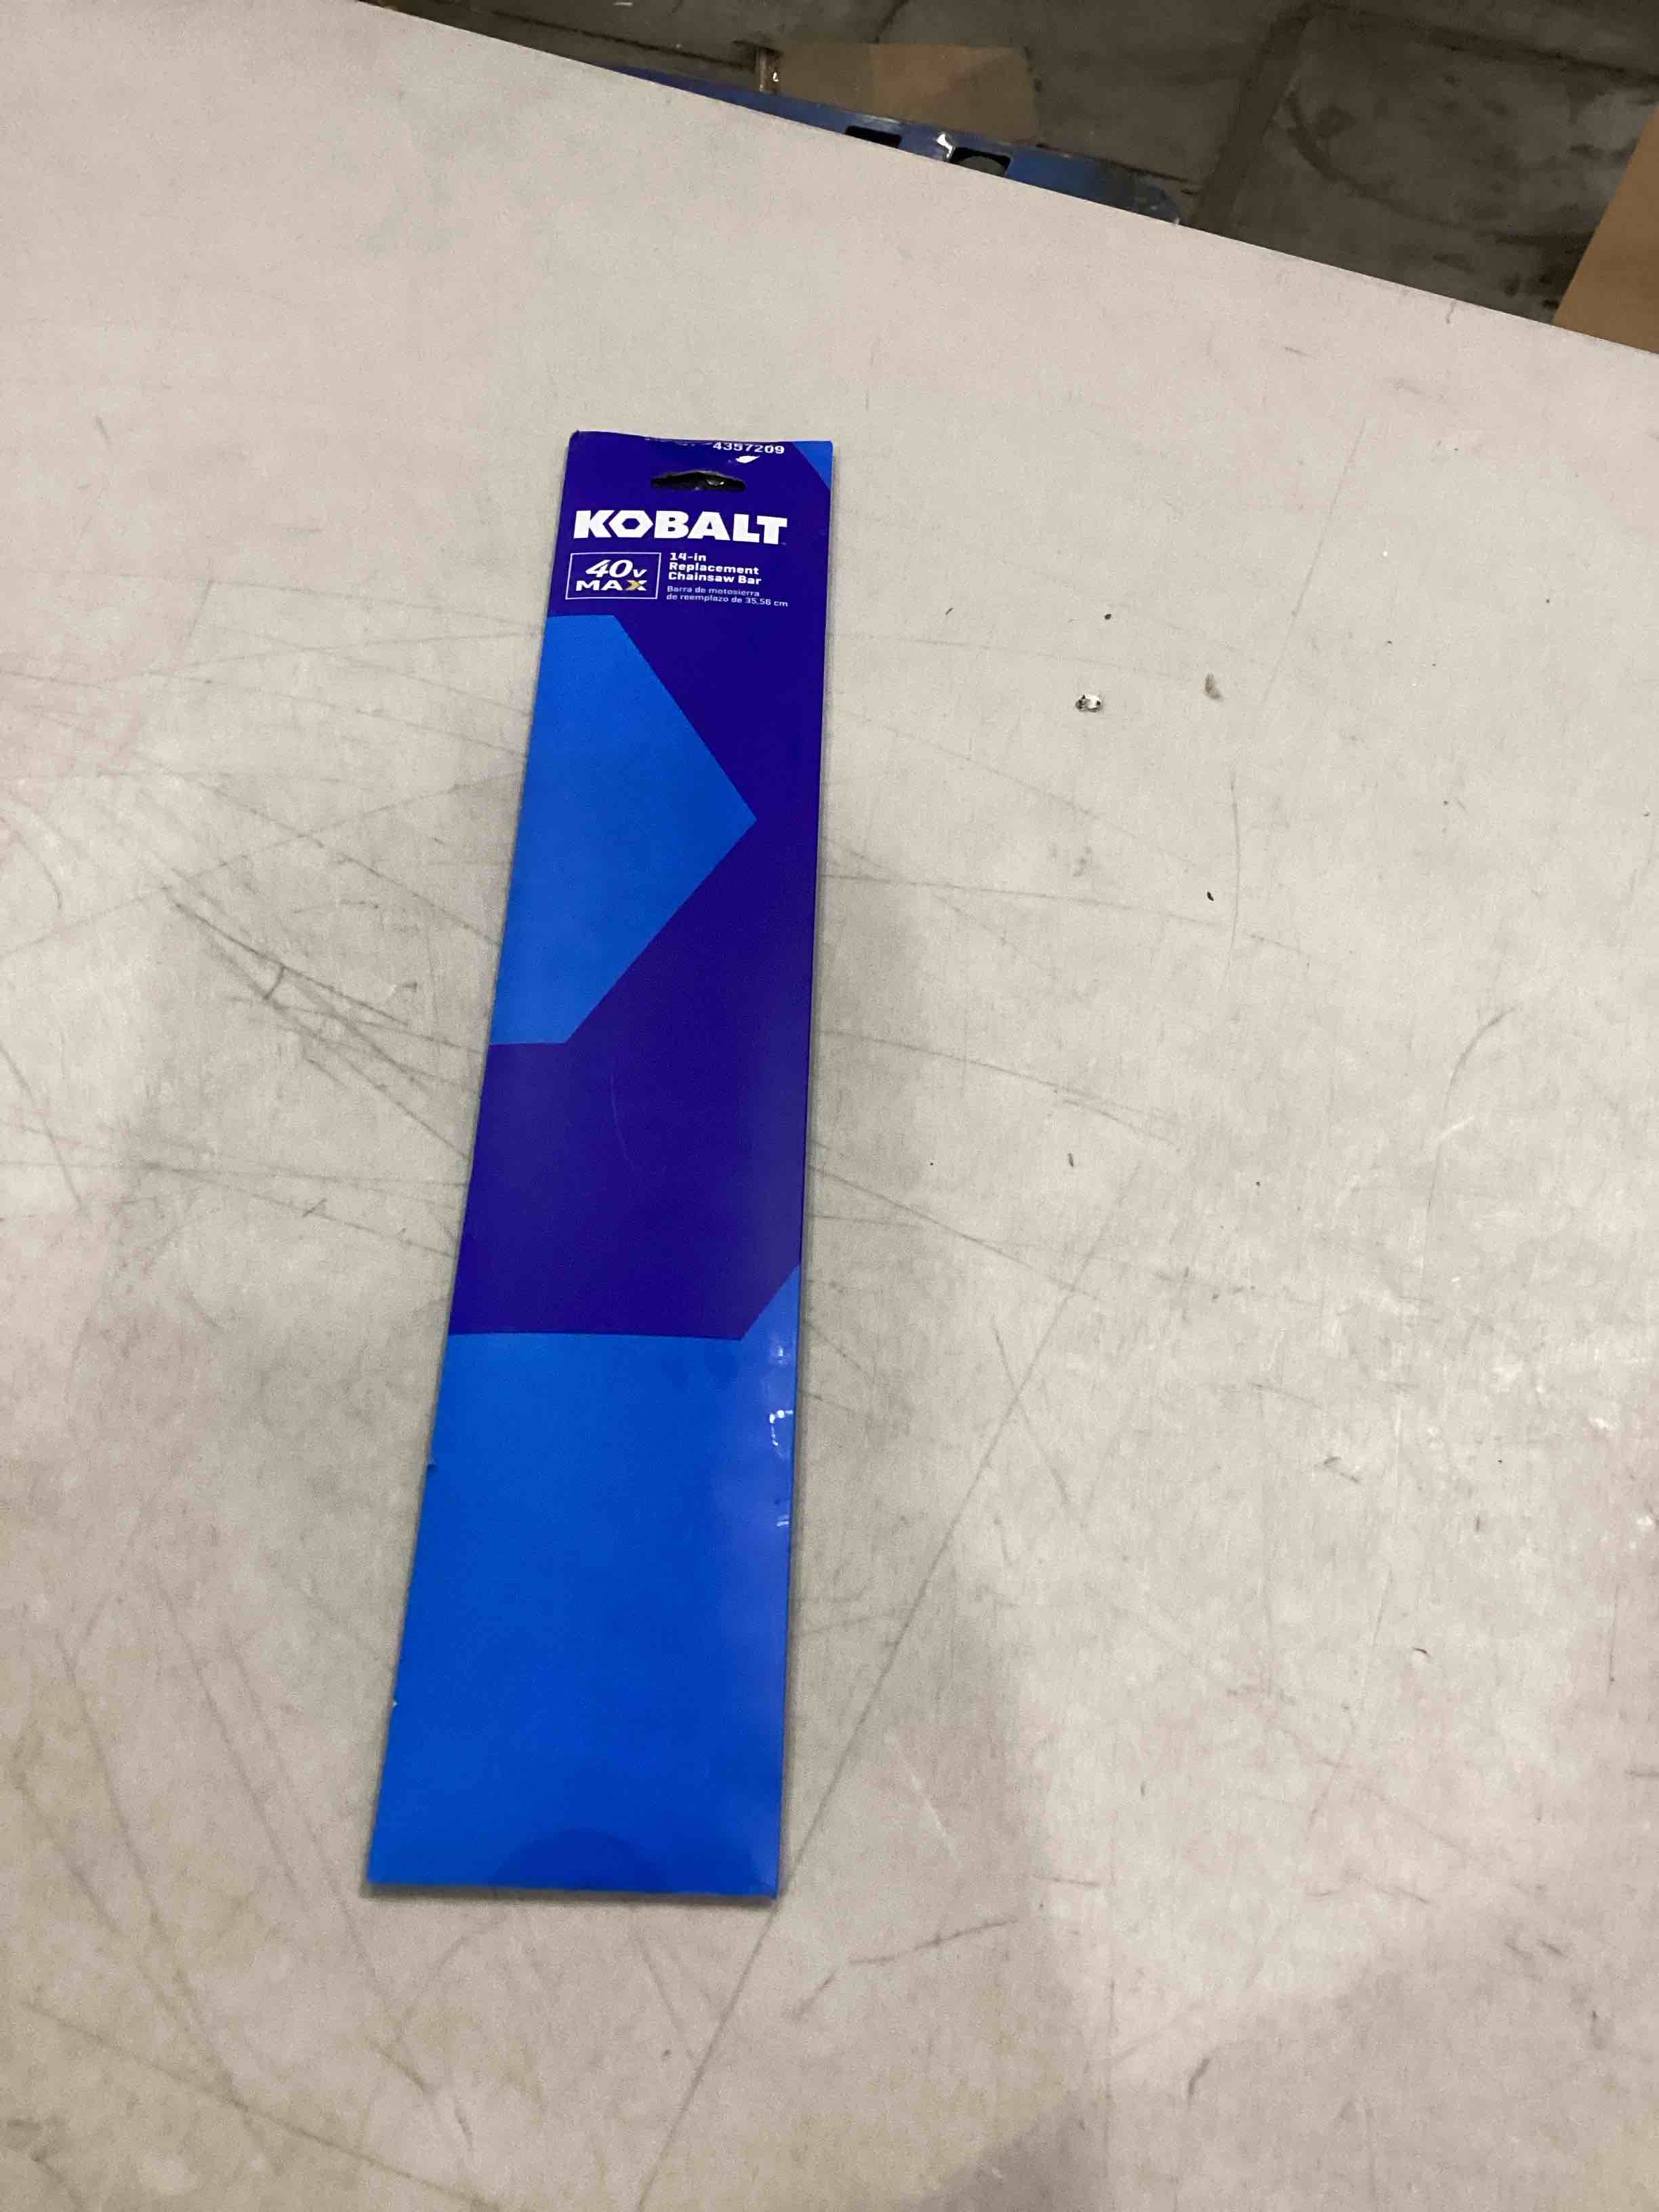 4357209
KOBALT
40v
MAX
14-in
Replacement
Chainsaw Bar
Barra de motosierra
de reemplazo de 35,56 cm